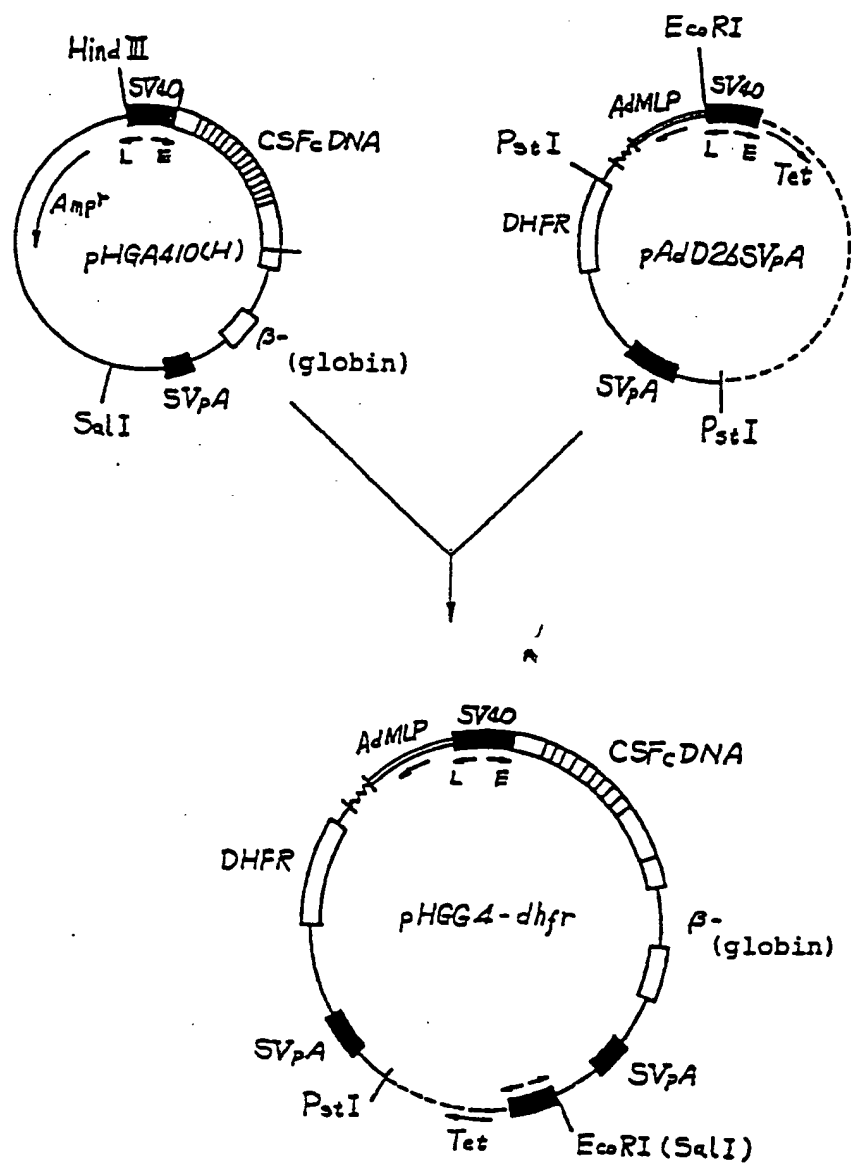 Hind III
SV40
L E
CSFcDNA
Ampr
pHGA410(H)
β-
(globin)
SVpA
SalI
EcoRI
SV40
AdMLP
PstI
L E
Tet
DHFR
pAdD26SVpA
SVpA
PstI
SV40
AdMLP
L E
CSFcDNA
DHFR
pHGG4-dhfr
β-
(globin)
SVpA
SVpA
PstI
Tet
EcoRI (SalI)